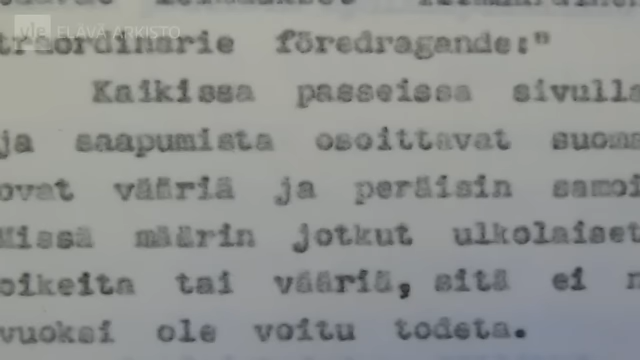 yle ELÄVÄ ARKISTO
traordinarie föredragande:"
Kaikissa passeissa sivulla
ja saapumista osoittavat suoma
ovat vääriä ja peräisin samoi
Missä määrin jotkut ulkolaiset
oikeita tai vääriä, sitä ei n
vuoksi ole voitu todeta.